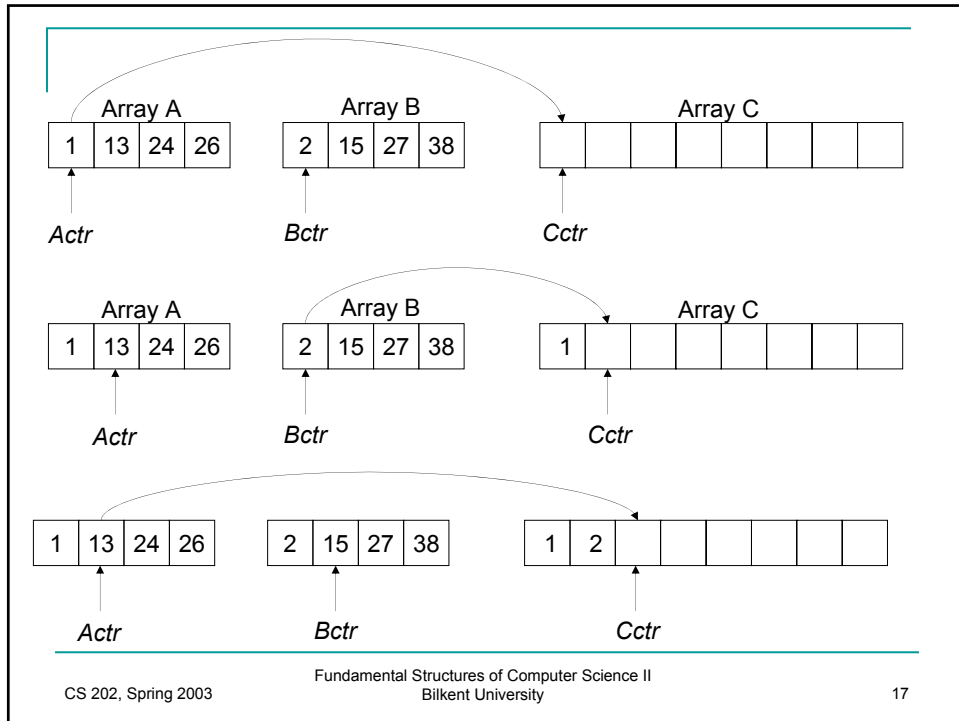 Array A Array B Array C
1 13 24 26 2 15 27 38
Actr Bctr Cctr
Array A Array B Array C
1 13 24 26 2 15 27 38 1
Actr Bctr Cctr
1 13 24 26 2 15 27 38 1 2
Actr Bctr Cctr
Fundamental Structures of Computer Science II
CS 202, Spring 2003 Bilkent University 17